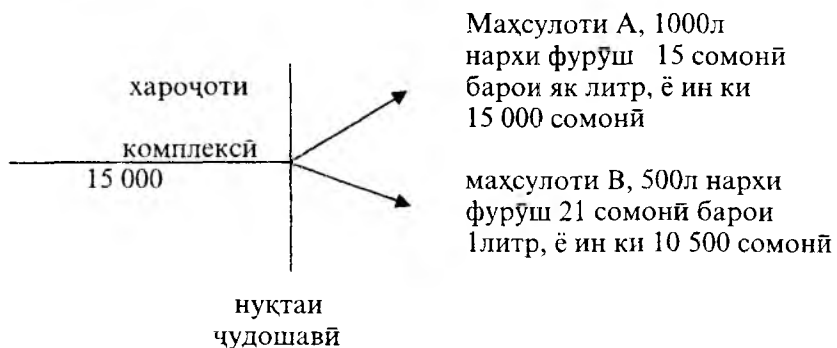 Маҳсулоти А, 1000л
нархи фурӯш 15 сомонӣ
барои як литр, ё ин ки
15 000 сомонӣ
хароҷоти
комплексӣ
15 000
маҳсулоти В, 500л нархи
фурӯш 21 сомонӣ барои
1литр, ё ин ки 10 500 сомонӣ
нуқтаи
ҷудошавӣ